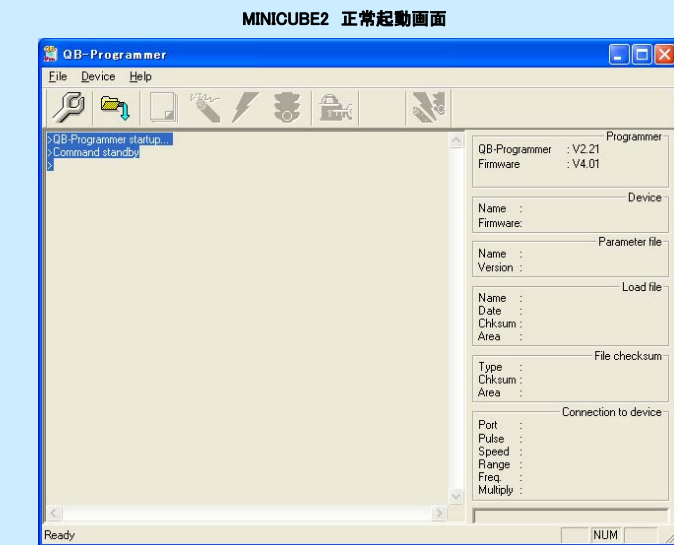 MINICUBE2 正常起動画面
QB-Programmer
File Device Help
>QB-Programmer startup...
>Command standby
>
Programmer
QB-Programmer : V2.21
Firmware : V4.01
Device
Name :
Firmware:
Parameter file
Name :
Version :
Load file
Name :
Date :
Chksum :
Area :
File checksum
Type :
Chksum :
Area :
Connection to device
Port :
Pulse :
Speed :
Range :
Freq. :
Multiply :
Ready
NUM